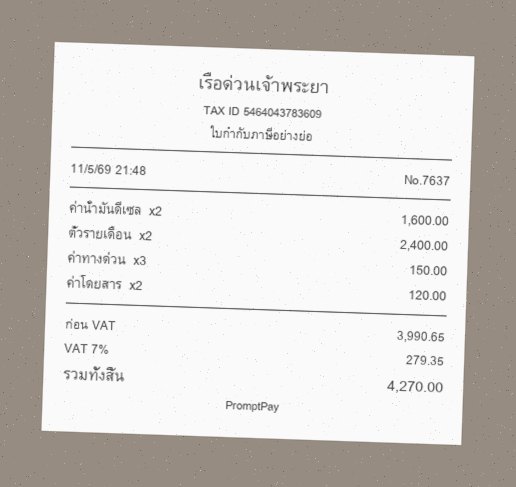 เรือด่วนเจ้าพระยา
TAX ID 5464043783609
ใบกำกับภาษีอย่างย่อ
11/5/69 21:48 No.7637
ค่าน้ำมันดีเซล x2 1,600.00
ตั๋วรายเดือน x2 2,400.00
ค่าทางด่วน x3 150.00
ค่าโดยสาร x2 120.00
ก่อน VAT 3,990.65
VAT 7% 279.35
รวมทั้งสิ้น 4,270.00
PromptPay